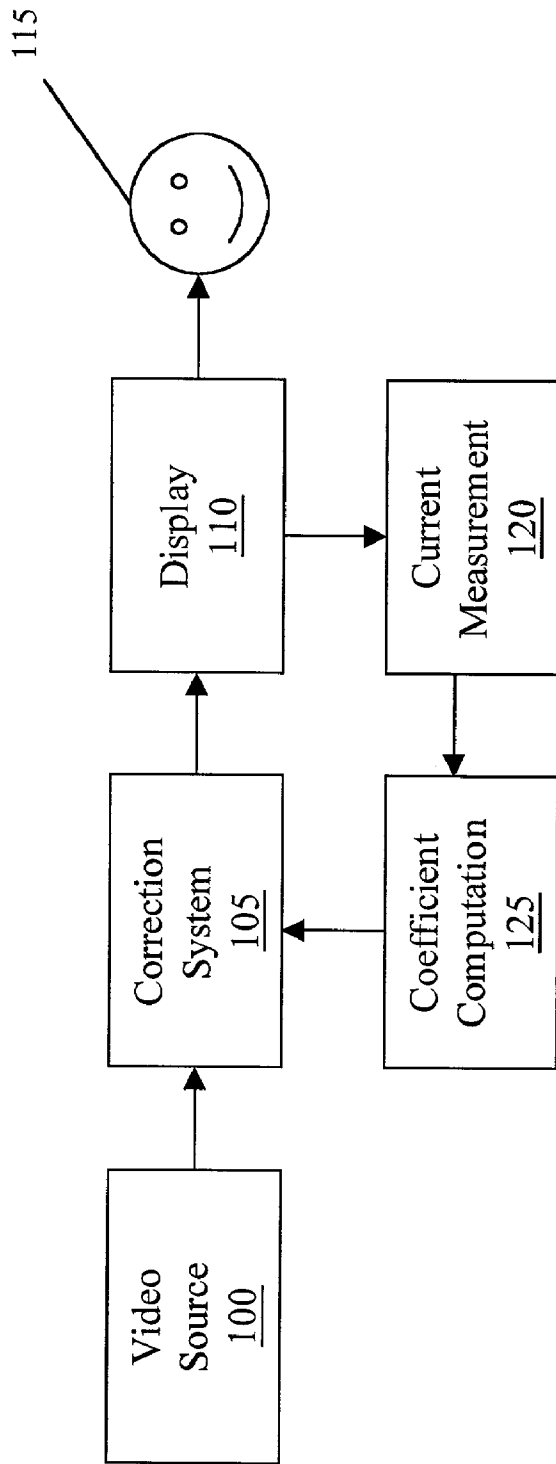 Video
Source
100
Correction
System
105
Display
110
115
Coefficient
Computation
125
Current
Measurement
120